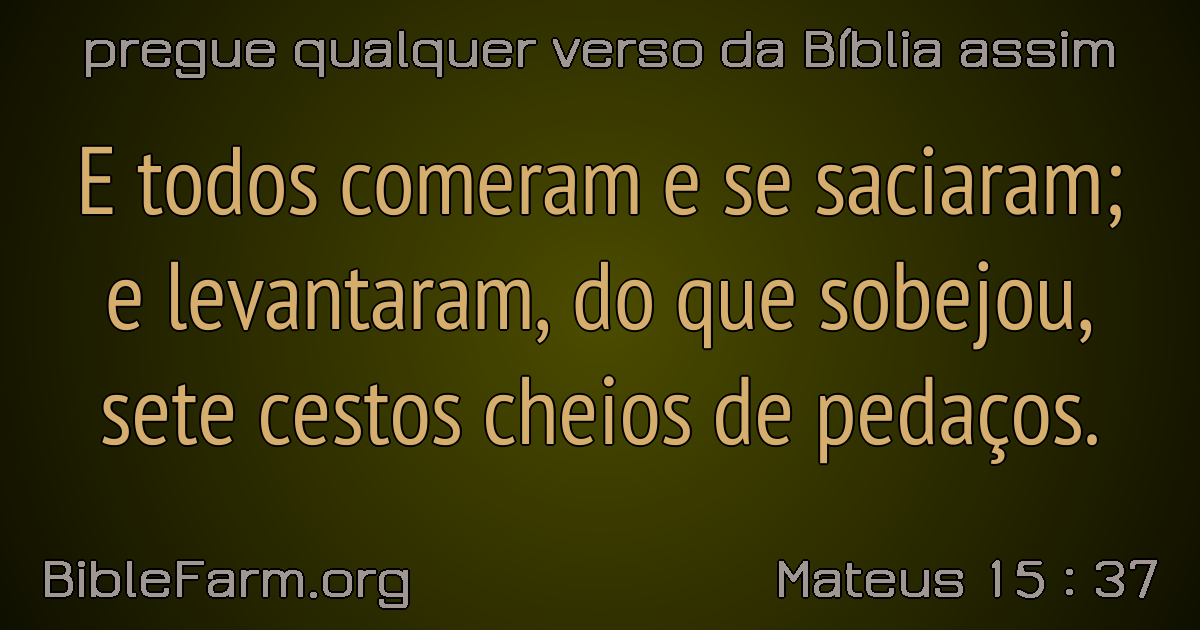 pregue qualquer verso da Bíblia assim
E todos comeram e se saciaram;
e levantaram, do que sobejou,
sete cestos cheios de pedaços.
BibleFarm.org
Mateus 15 : 37